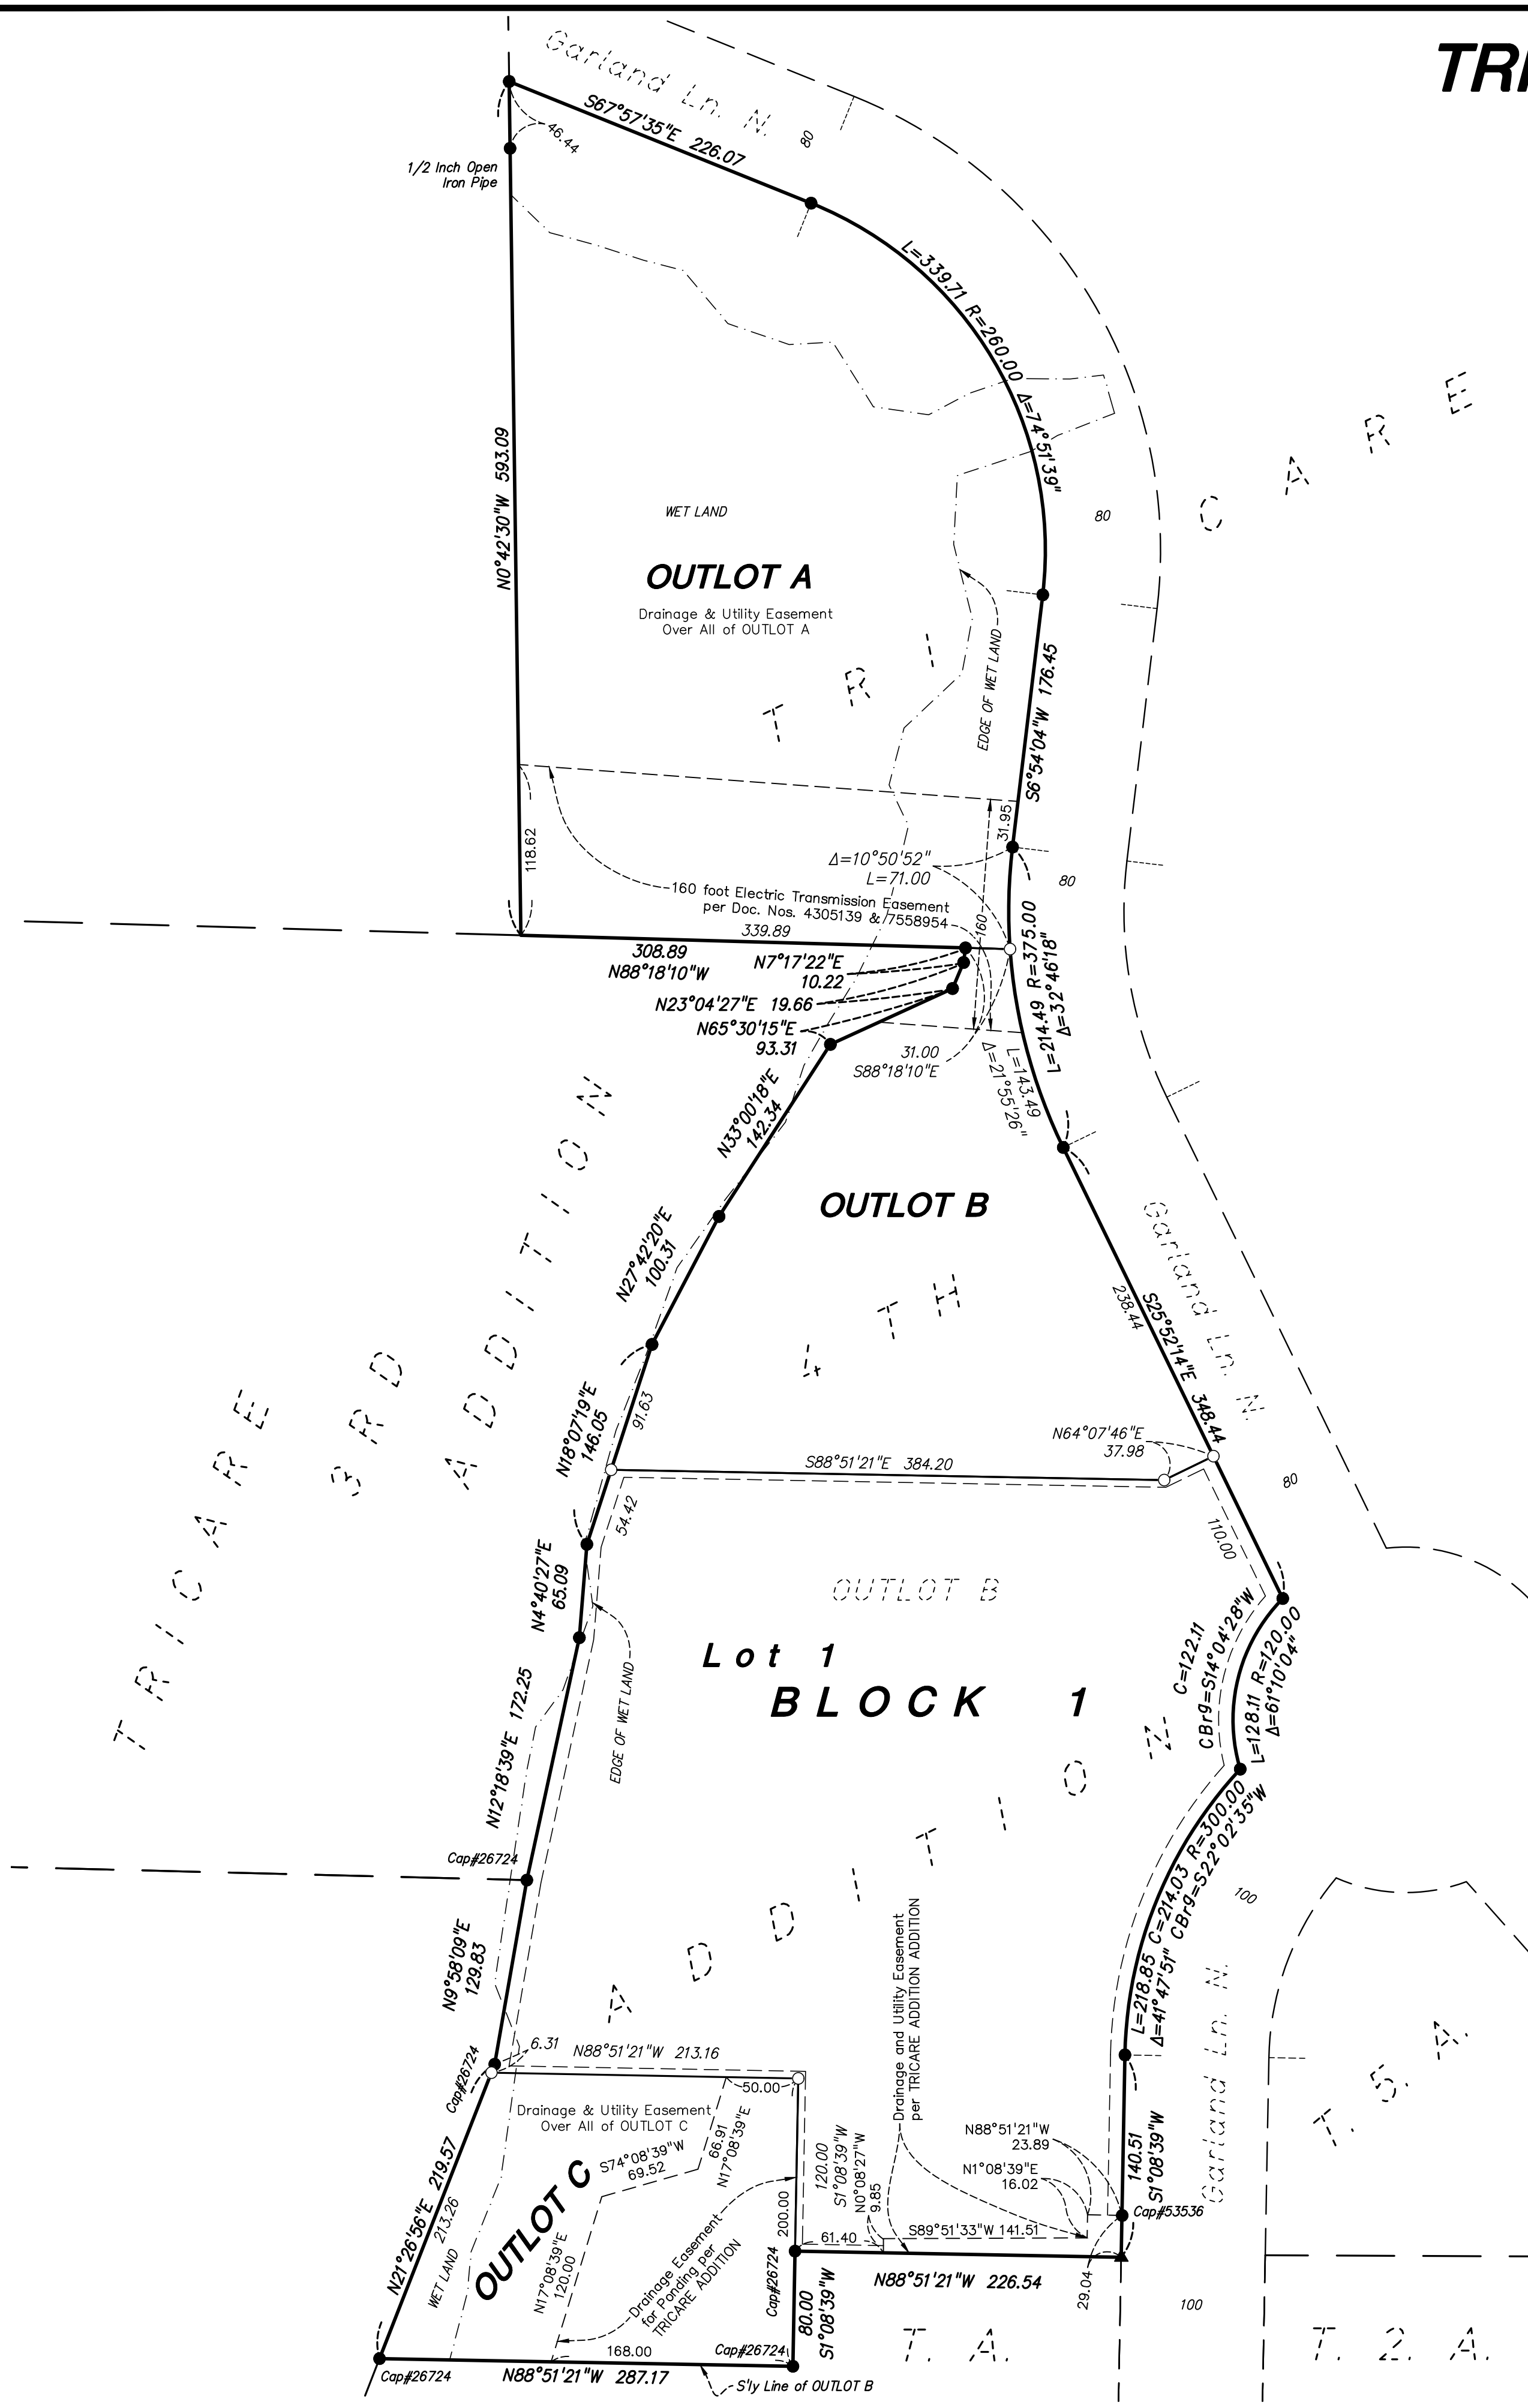 TRI
Garland Ln. N.
S67°57'35"E 226.07
80
46.44
1/2 Inch Open
Iron Pipe
L=339.71 R=260.00 Δ=74°51'39"
C A R E
N0°42'30"W 593.09
WET LAND
80
OUTLOT A
Drainage & Utility Easement
Over All of OUTLOT A
T R I
EDGE OF WET LAND
S6°54'04"W 176.45
118.62
31.95
Δ=10°50'52"
L=71.00
80
160 foot Electric Transmission Easement
per Doc. Nos. 4305139 & 7558954
339.89
160
308.89
N88°18'10"W
N7°17'22"E
10.22
L=214.49 R=375.00
Δ=32°46'18"
N23°04'27"E 19.66
N65°30'15"E
93.31
31.00
S88°18'10"E
L=143.49
Δ=21°55'26"
N33°00'18"E
142.34
OUTLOT B
Garland Ln. N.
N27°42'20"E
100.31
4 T H
238.44
S25°52'14"E 348.44
TRICARE
3RD
ADDITION
N18°07'19"E
146.05
91.63
N64°07'46"E
37.98
S88°51'21"E 384.20
80
54.42
110.00
N4°40'27"E
65.09
OUTLOT B
Lot 1
BLOCK 1
C=122.11
CBrg=S14°04'28"W
L=128.11 R=120.00
Δ=61°10'04"
N12°18'39"E 172.25
EDGE OF WET LAND
A D D I T I O N
Cap#26724
L=218.85 C=214.03 R=300.00
Δ=41°47'51" CBrg=S22°02'35"W
100
N9°58'09"E
129.83
Drainage and Utility Easement
per TRICARE ADDITION ADDITION
Garland Ln. N.
6.31
N88°51'21"W 213.16
Cap#26724
50.00
T. 5. A.
Drainage & Utility Easement
Over All of OUTLOT C
66.91
N17°08'39"E
S74°08'39"W
69.52
120.00
S1°08'39"W
N0°08'27"W
9.85
N88°51'21"W
23.89
N1°08'39"E
16.02
140.51
S1°08'39"W
Cap#53536
N21°26'56"E 219.57
213.26
WET LAND
OUTLOT C
N17°08'39"E
120.00
200.00
61.40
S89°51'33"W 141.51
Drainage Easement
for Ponding per
TRICARE ADDITION
Cap#26724
80.00
S1°08'39"W
N88°51'21"W 226.54
29.04
100
168.00
Cap#26724
Cap#26724
N88°51'21"W 287.17
S'ly Line of OUTLOT B
T. A.
T. 2. A.